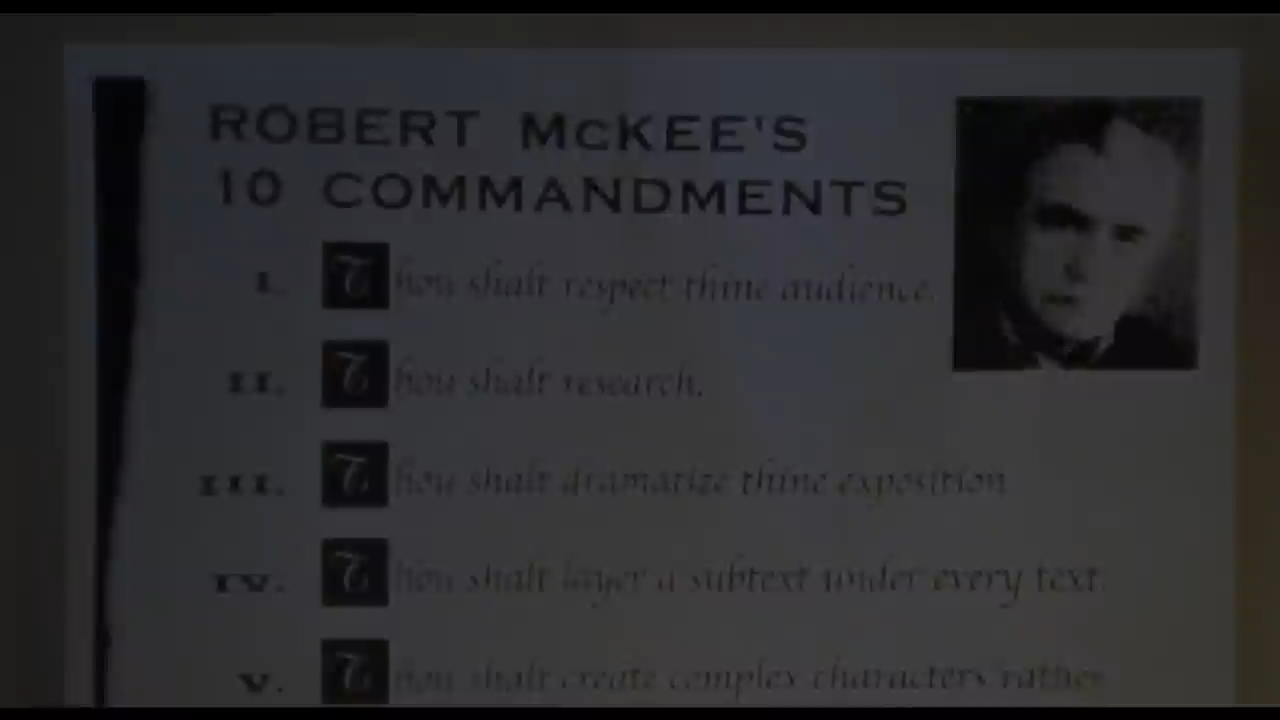 ROBERT McKEE'S
10 COMMANDMENTS
I. Thou shalt respect thine audience.
II. Thou shalt research.
III. Thou shalt dramatize thine exposition
IV. Thou shalt layer a subtext under every text.
V. Thou shalt create complex characters rather